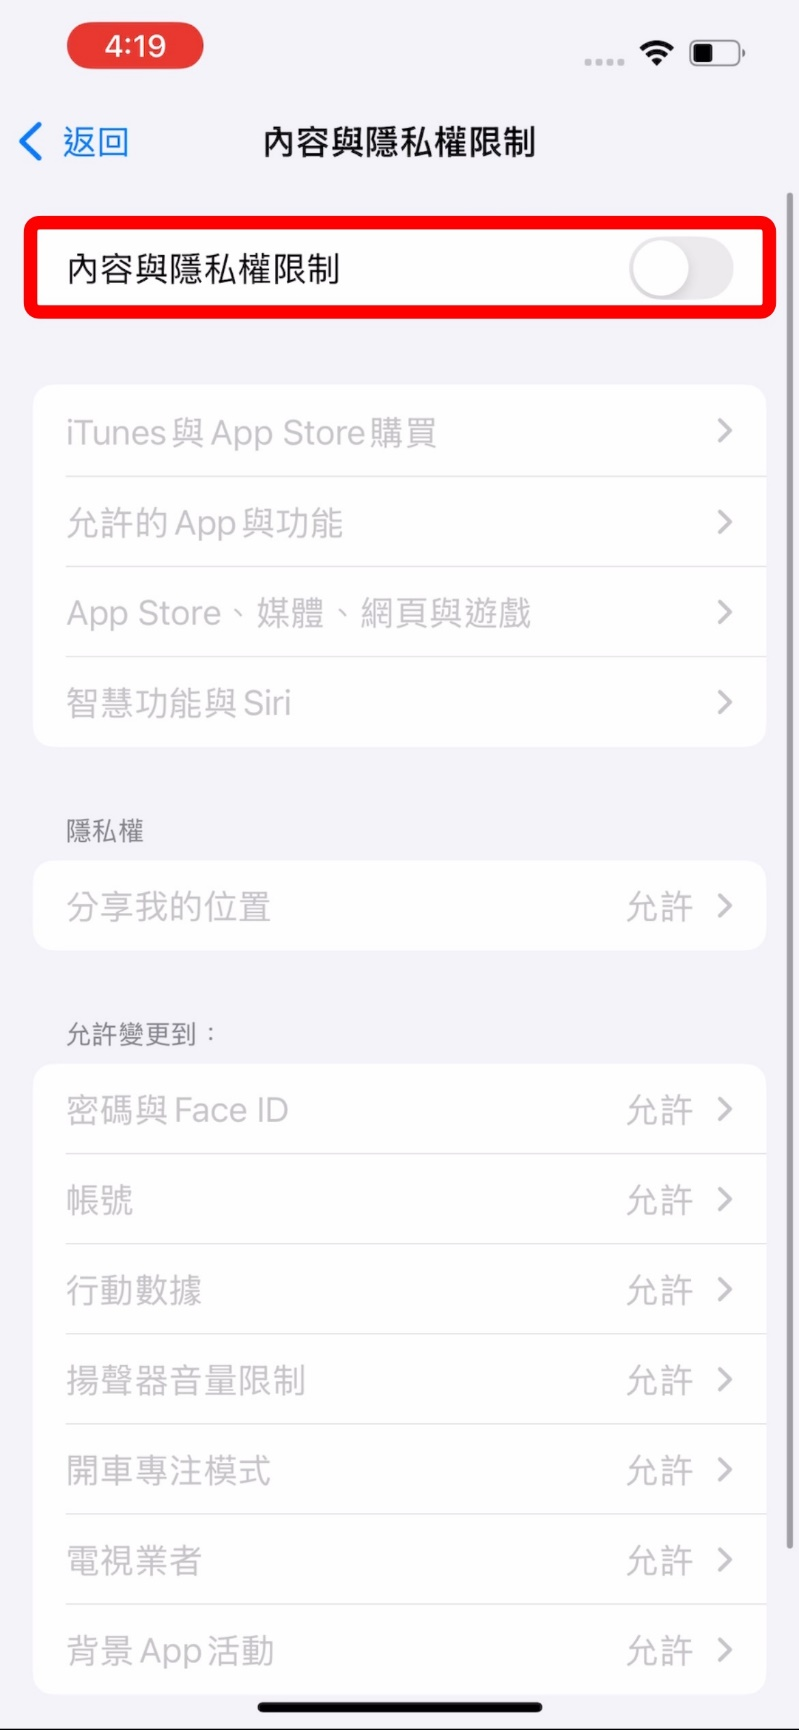 4:19
返回
內容與隱私權限制
內容與隱私權限制
iTunes與App Store購買
允許的App與功能
App Store、媒體、網頁與遊戲
智慧功能與Siri
隱私權
分享我的位置 允許
允許變更到：
密碼與Face ID 允許
帳號 允許
行動數據 允許
揚聲器音量限制 允許
開車專注模式 允許
電視業者 允許
背景App活動 允許